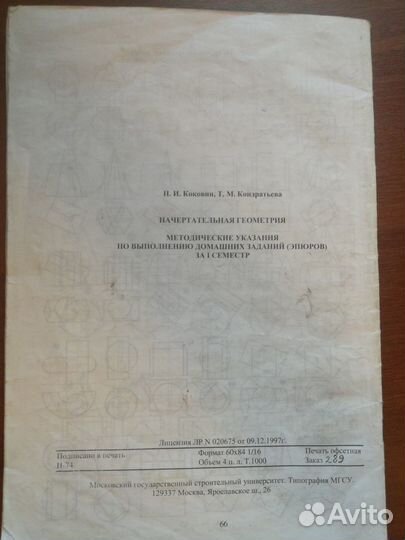 Н. И. Коковин, Т. М. Кондратьева
НАЧЕРТАТЕЛЬНАЯ ГЕОМЕТРИЯ
МЕТОДИЧЕСКИЕ УКАЗАНИЯ
ПО ВЫПОЛНЕНИЮ ДОМАШНИХ ЗАДАНИЙ (ЭПЮРОВ)
ЗА I СЕМЕСТР
Лицензия ЛР N 020675 от 09.12.1997г.
Подписано в печать Формат 60x84 1/16 Печать офсетная
И-74 Объем 4 п. л. Т.1000 Заказ 289
Московский государственный строительный университет. Типография МГСУ.
129337 Москва, Ярославское ш., 26
66
Avito